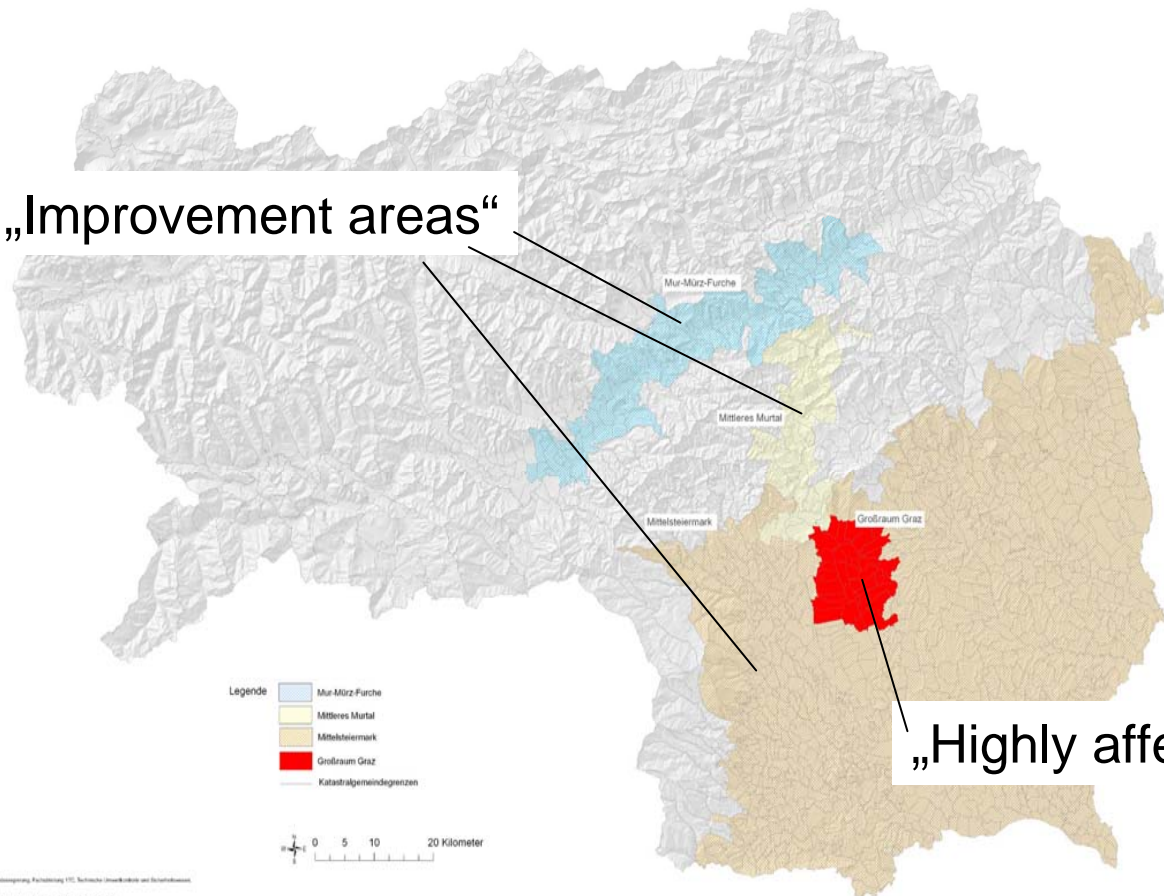 „Improvement areas“
Mur-Mürz-Furche
Mittleres Murtal
Mittelsteiermark
Großraum Graz
„Highly affe
Legende
Mur-Mürz-Furche
Mittleres Murtal
Mittelsteiermark
Großraum Graz
Katastralgemeindegrenzen
N
0 5 10 20 Kilometer